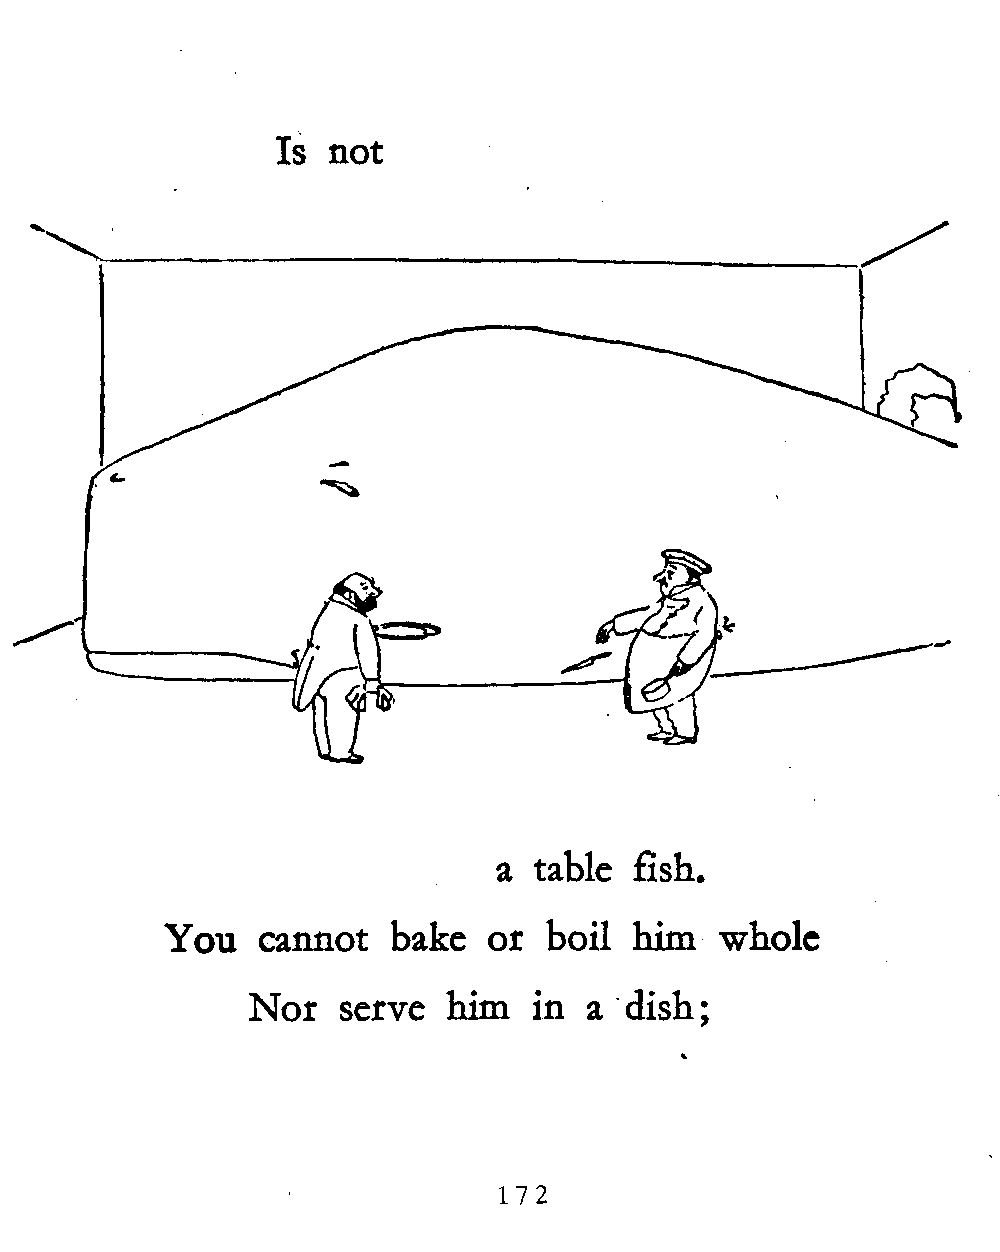 Is not
a table fish.
You cannot bake or boil him whole
Nor serve him in a dish;
172